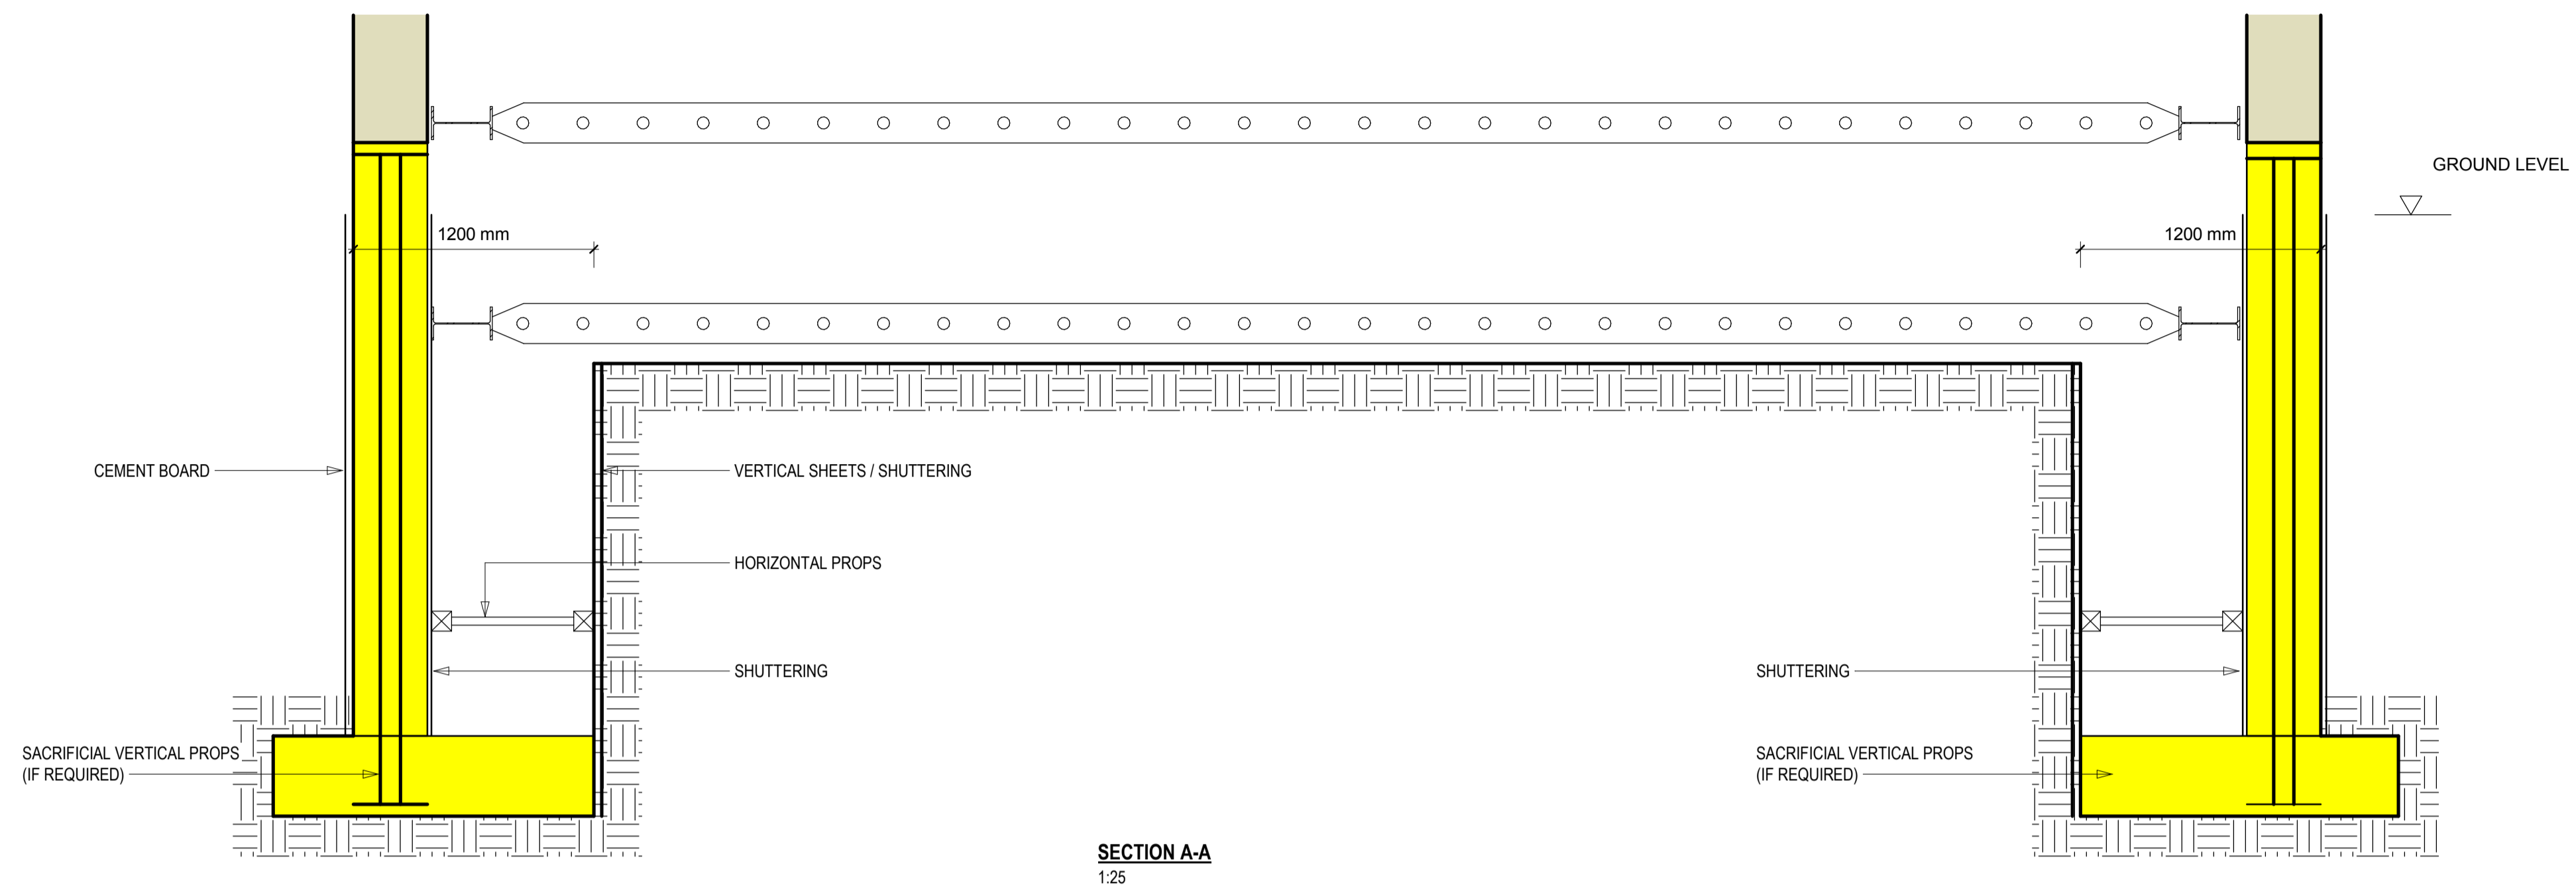 GROUND LEVEL
1200 mm
1200 mm
CEMENT BOARD
VERTICAL SHEETS / SHUTTERING
HORIZONTAL PROPS
SHUTTERING
SHUTTERING
SACRIFICIAL VERTICAL PROPS
(IF REQUIRED)
SACRIFICIAL VERTICAL PROPS
(IF REQUIRED)
SECTION A-A
1:25